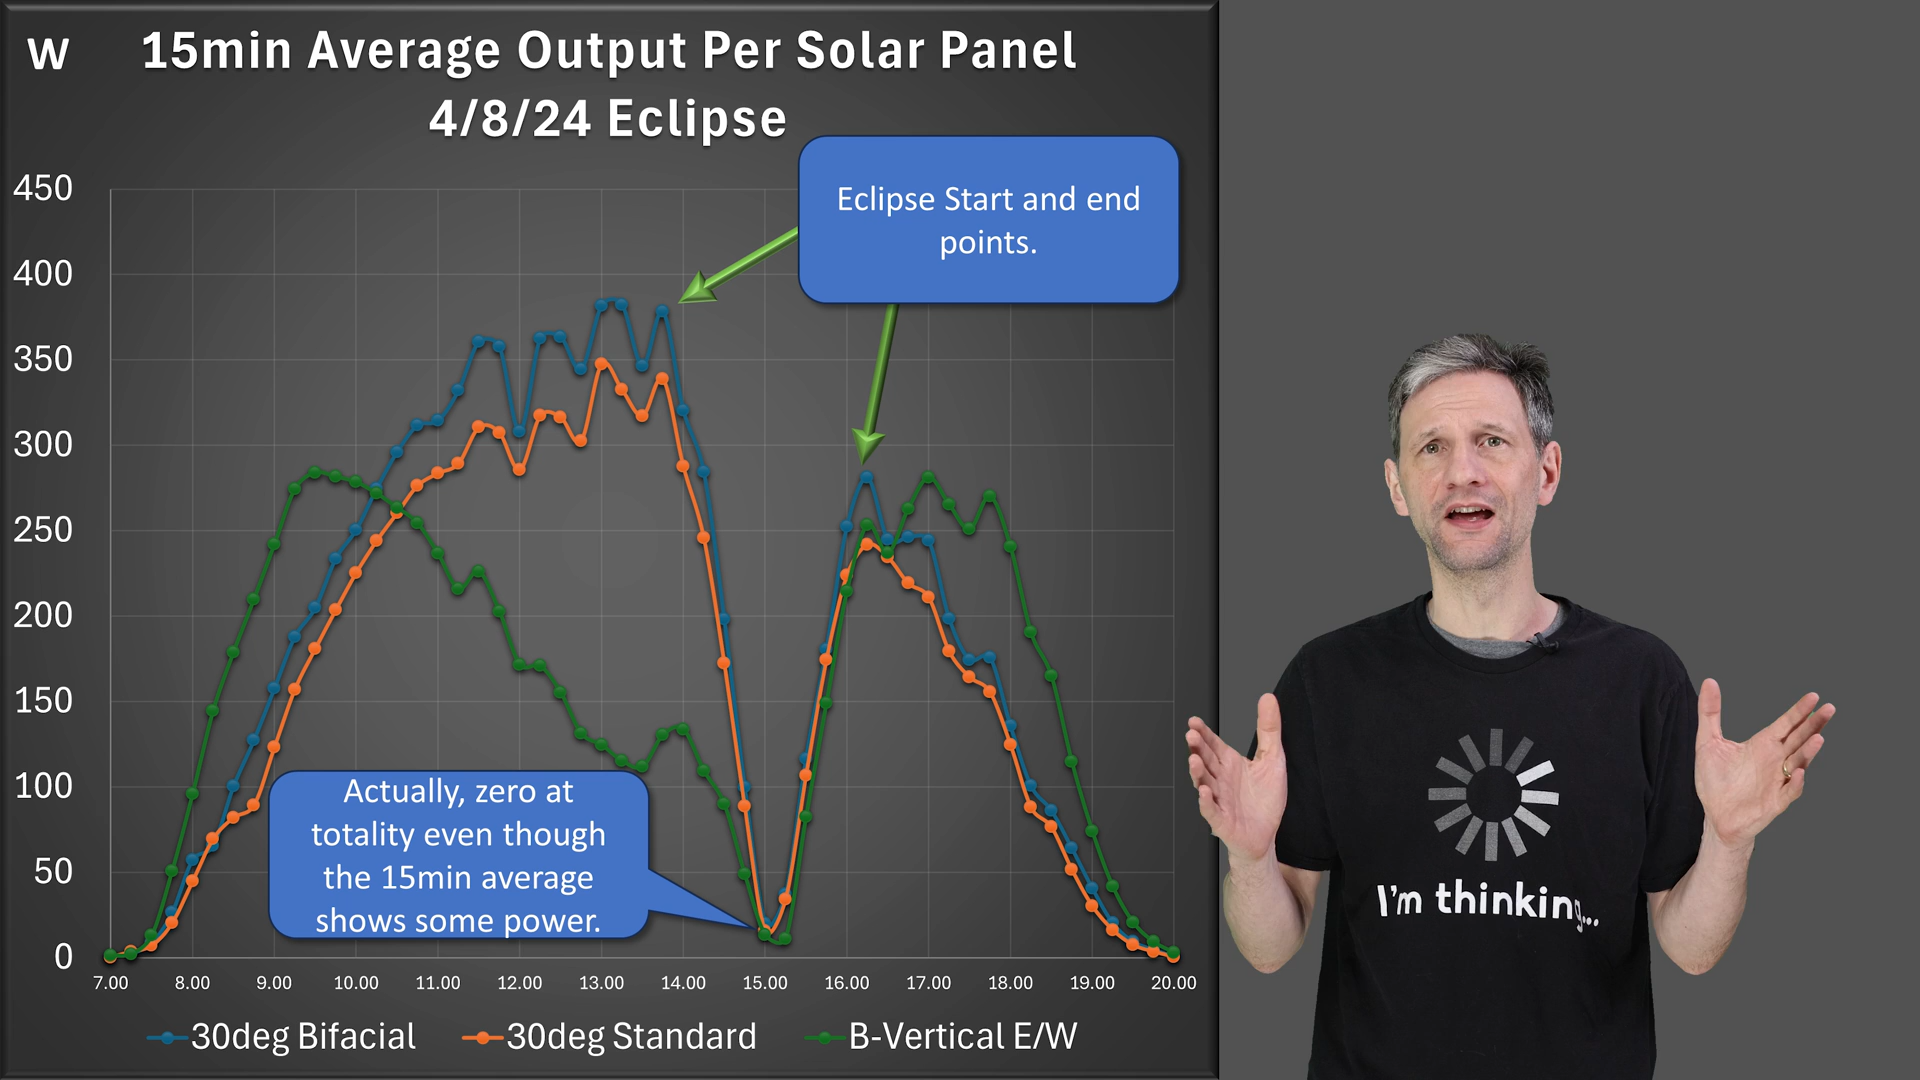 W
15min Average Output Per Solar Panel
4/8/24 Eclipse
Eclipse Start and end
points.
450
400
350
300
250
200
150
100
50
0
Actually, zero at
totality even though
the 15min average
shows some power.
7.00 8.00 9.00 10.00 11.00 12.00 13.00 14.00 15.00 16.00 17.00 18.00 19.00 20.00
30deg Bifacial 30deg Standard B-Vertical E/W
I'm thinking...